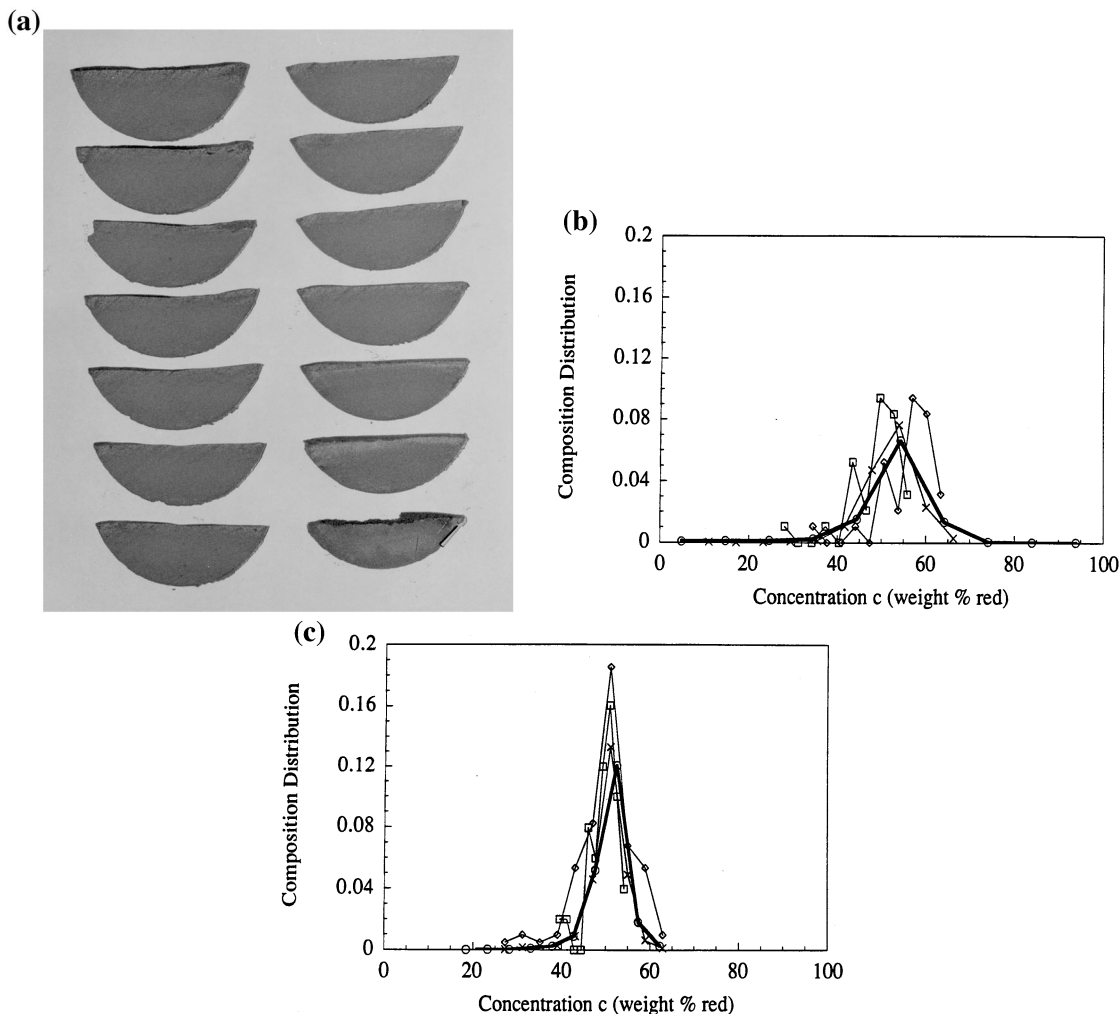 (a)
(b)
0.2
0.16
0.12
0.08
0.04
0
0 20 40 60 80 100
Composition Distribution
Concentration c (weight % red)
(c)
0.2
0.16
0.12
0.08
0.04
0
0 20 40 60 80 100
Composition Distribution
Concentration c (weight % red)